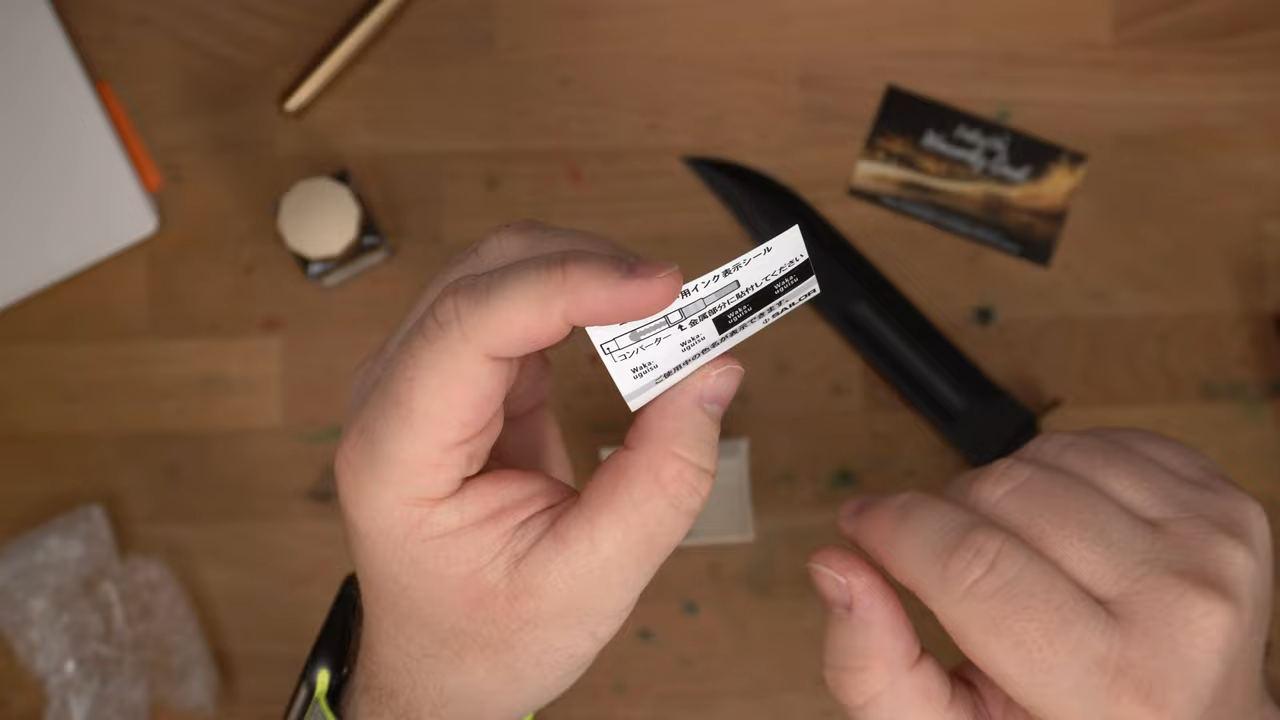 用インク表示シール
金属部分に貼付してください
コンバーター
Waka-
uguisu
Waka-
uguisu
Waka-
uguisu
Waka-
uguisu
ご使用中の色名が表示できます。
SAILOR